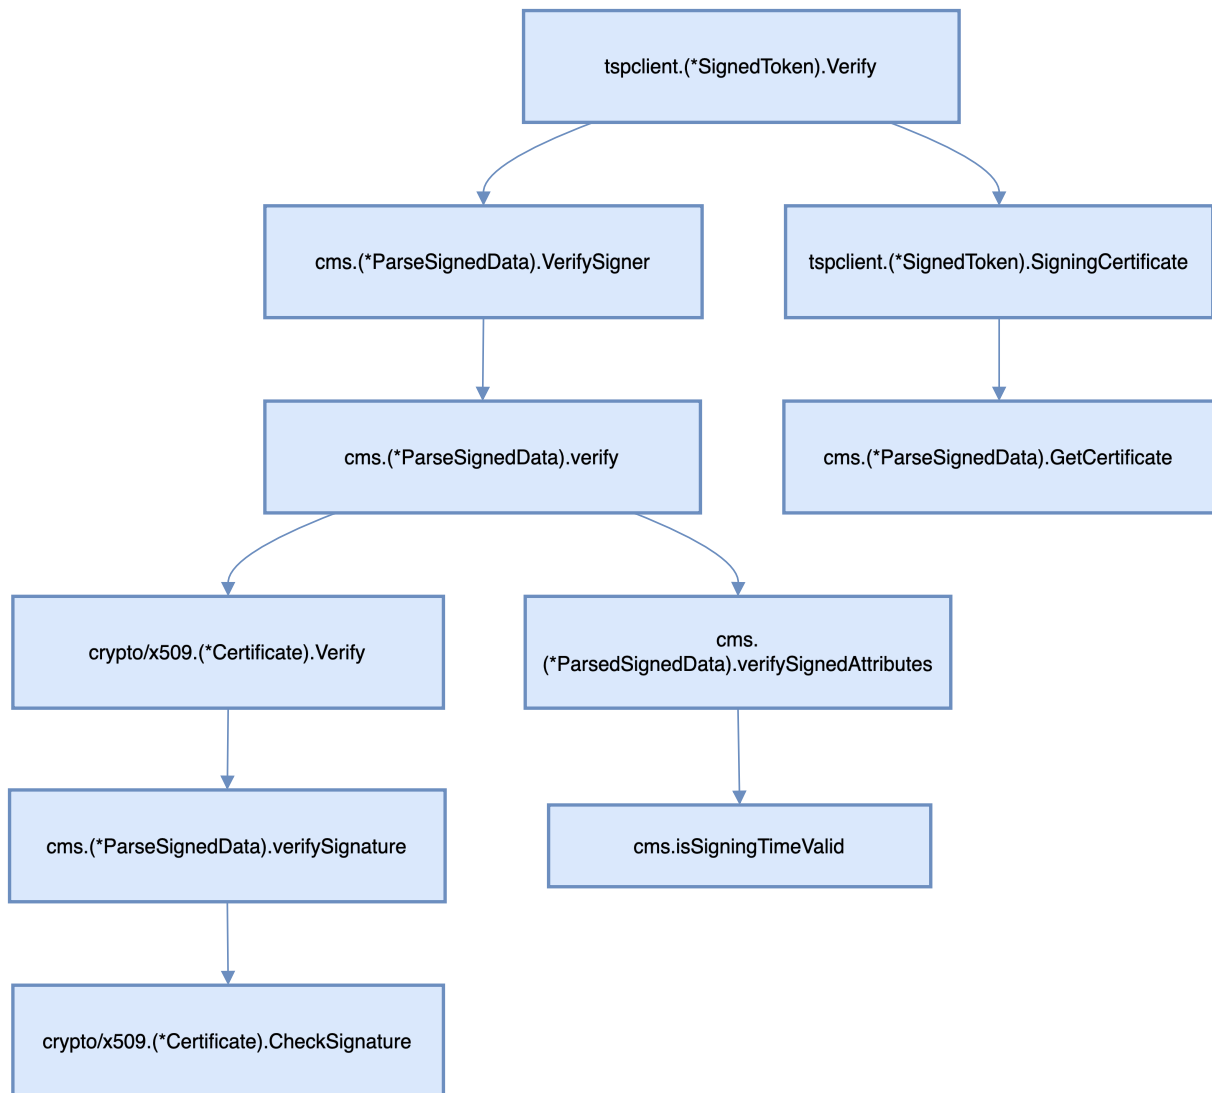 tspclient.(*SignedToken).Verify
cms.(*ParseSignedData).VerifySigner
tspclient.(*SignedToken).SigningCertificate
cms.(*ParseSignedData).verify
cms.(*ParseSignedData).GetCertificate
crypto/x509.(*Certificate).Verify
cms.
(*ParsedSignedData).verifySignedAttributes
cms.(*ParseSignedData).verifySignature
cms.isSigningTimeValid
crypto/x509.(*Certificate).CheckSignature